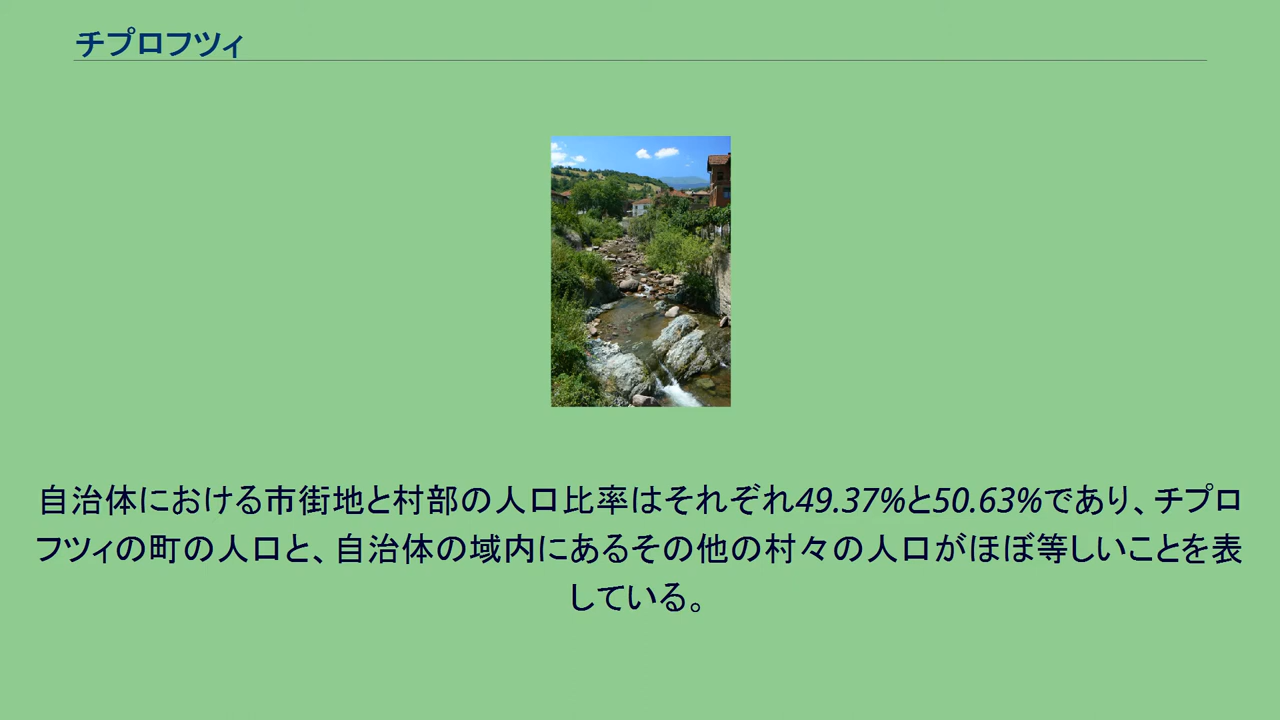 チプロフツィ
自治体における市街地と村部の人口比率はそれぞれ49.37%と50.63%であり、チプロ
フツィの町の人口と、自治体の域内にあるその他の村々の人口がほぼ等しいことを表
している。